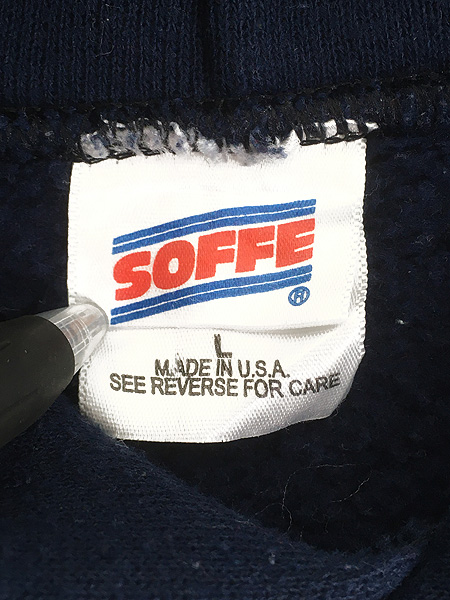 SOFFE
®
L
MADE IN U.S.A.
SEE REVERSE FOR CARE